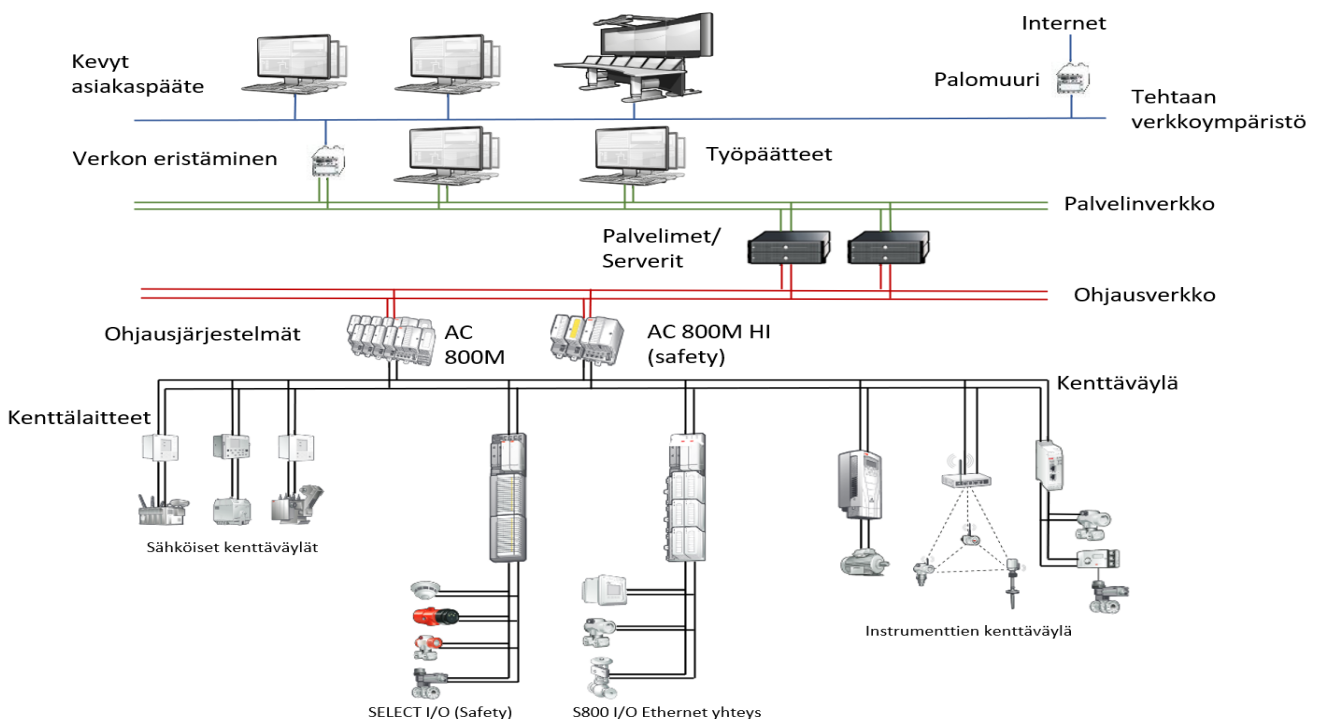 Internet
Kevyt
asiakaspääte
Palomuuri
Tehtaan
verkkoympäristö
Verkon eristäminen
Työpäätteet
Palvelinverkko
Palvelimet/
Serverit
Ohjausverkko
Ohjausjärjestelmät
AC
800M
AC 800M HI
(safety)
Kenttäväylä
Kenttälaitteet
Sähköiset kenttäväylät
Instrumenttien kenttäväylä
SELECT I/O (Safety)
S800 I/O Ethernet yhteys